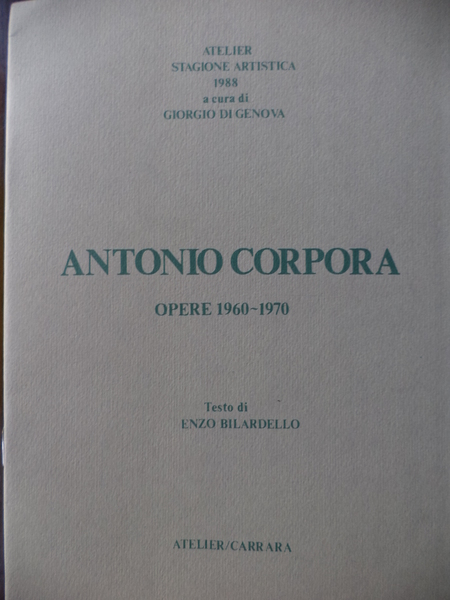 ATELIER
STAGIONE ARTISTICA
1988
a cura di
GIORGIO DI GENOVA
ANTONIO CORPORA
OPERE 1960-1970
Testo di
ENZO BILARDELLO
ATELIER/CARRARA